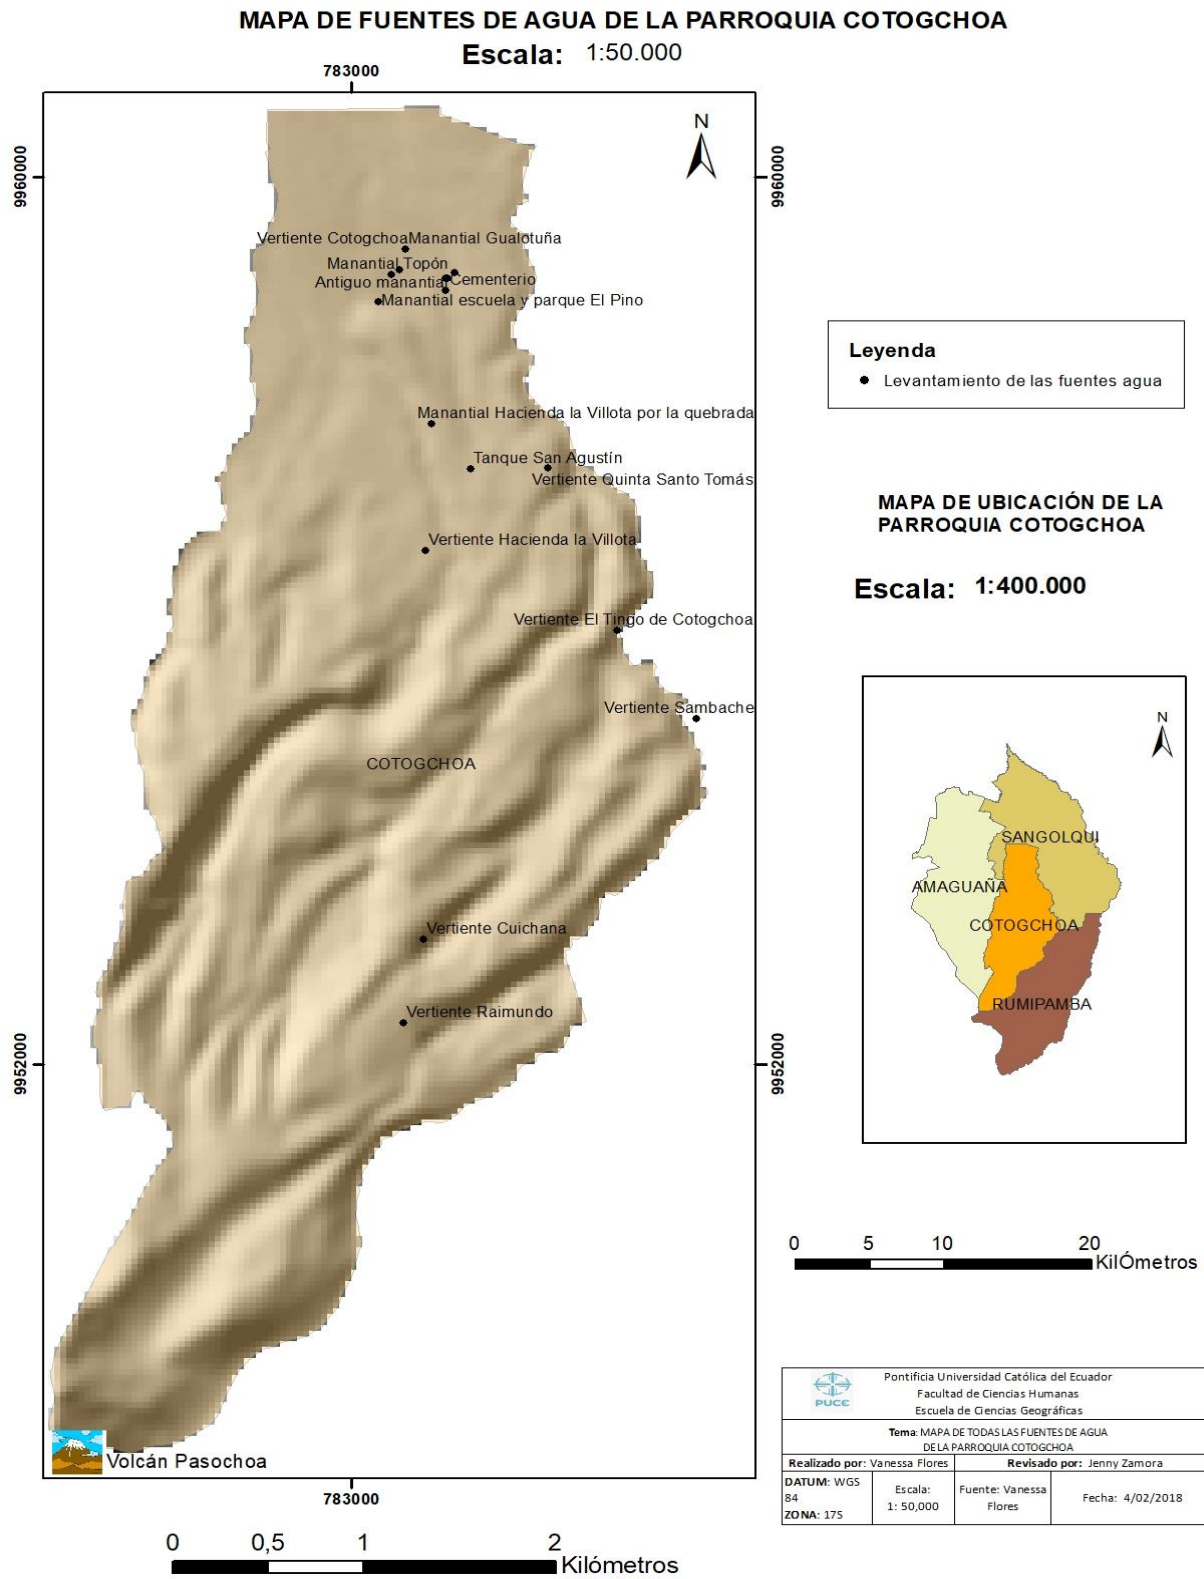 MAPA DE FUENTES DE AGUA DE LA PARROQUIA COTOGCHOA
Escala: 1:50.000
783000
N
9960000
9960000
Vertiente Cotogchoa
Manantial Gualotuña
Manantial Topón
Antiguo manantial
Cementerio
Manantial escuela y parque El Pino
Manantial Hacienda la Villota por la quebrada
Tanque San Agustín
Vertiente Quinta Santo Tomás
Vertiente Hacienda la Villota
Vertiente El Tingo de Cotogchoa
Vertiente Sambache
COTOGCHOA
Vertiente Cuichana
Vertiente Raimundo
9952000
9952000
Volcán Pasochoa
783000
0 0,5 1 2
Kilómetros
Leyenda
Levantamiento de las fuentes agua
MAPA DE UBICACIÓN DE LA
PARROQUIA COTOGCHOA
Escala: 1:400.000
N
SANGOLQUI
AMAGUAÑA
COTOGCHOA
RUMIPAMBA
0 5 10 20
KilÓmetros
PUCE
Pontificia Universidad Católica del Ecuador
Facultad de Ciencias Humanas
Escuela de Ciencias Geográficas
Tema: MAPA DE TODAS LAS FUENTES DE AGUA
DE LA PARROQUIA COTOGCHOA
Realizado por: Vanessa Flores
Revisado por: Jenny Zamora
DATUM: WGS
84
ZONA: 17S
Escala:
1: 50,000
Fuente: Vanessa
Flores
Fecha: 4/02/2018